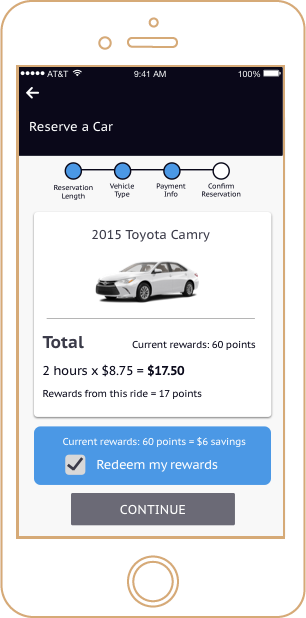 AT&T 9:41 AM 100%
Reserve a Car
Reservation Length
Vehicle Type
Payment Info
Confirm Reservation
2015 Toyota Camry
Total Current rewards: 60 points
2 hours x $8.75 = $17.50
Rewards from this ride = 17 points
Current rewards: 60 points = $6 savings
Redeem my rewards
CONTINUE